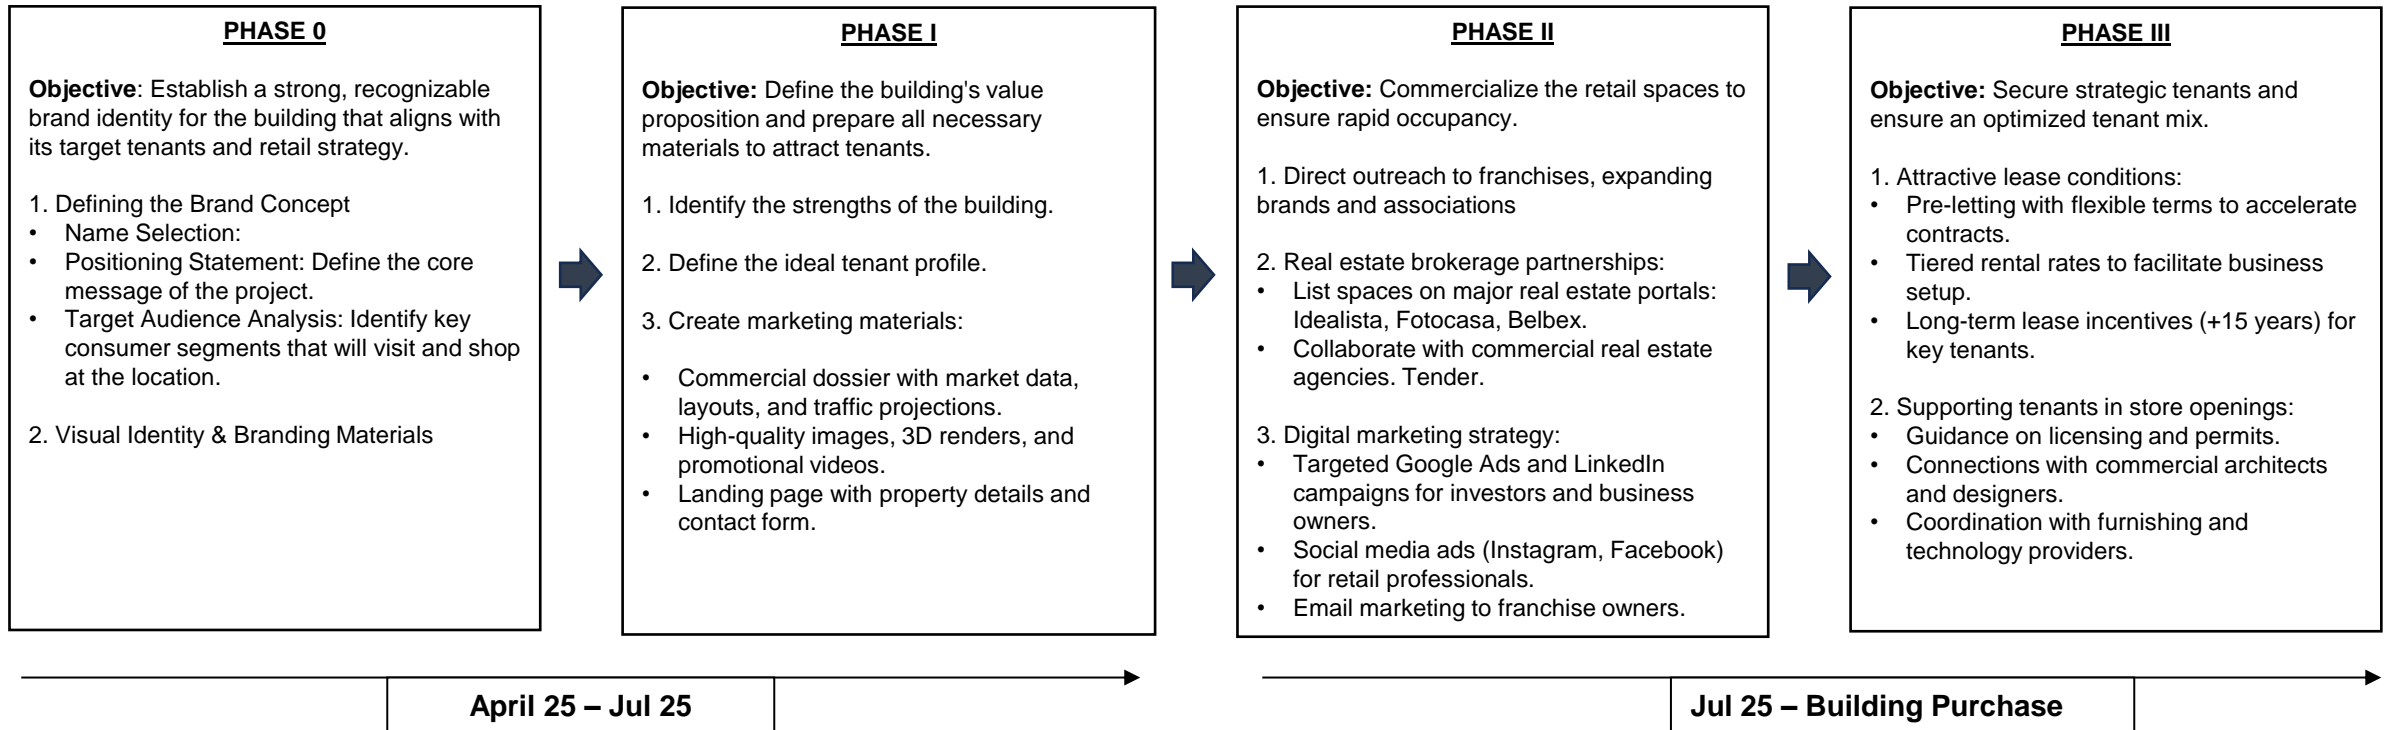 PHASE 0
Objective: Establish a strong, recognizable
brand identity for the building that aligns with
its target tenants and retail strategy.
1. Defining the Brand Concept
• Name Selection:
• Positioning Statement: Define the core
message of the project.
• Target Audience Analysis: Identify key
consumer segments that will visit and shop
at the location.
2. Visual Identity & Branding Materials
PHASE I
Objective: Define the building's value
proposition and prepare all necessary
materials to attract tenants.
1. Identify the strengths of the building.
2. Define the ideal tenant profile.
3. Create marketing materials:
• Commercial dossier with market data,
layouts, and traffic projections.
• High-quality images, 3D renders, and
promotional videos.
• Landing page with property details and
contact form.
PHASE II
Objective: Commercialize the retail spaces to
ensure rapid occupancy.
1. Direct outreach to franchises, expanding
brands and associations
2. Real estate brokerage partnerships:
• List spaces on major real estate portals:
Idealista, Fotocasa, Belbex.
• Collaborate with commercial real estate
agencies. Tender.
3. Digital marketing strategy:
• Targeted Google Ads and LinkedIn
campaigns for investors and business
owners.
• Social media ads (Instagram, Facebook)
for retail professionals.
• Email marketing to franchise owners.
PHASE III
Objective: Secure strategic tenants and
ensure an optimized tenant mix.
1. Attractive lease conditions:
• Pre-letting with flexible terms to accelerate
contracts.
• Tiered rental rates to facilitate business
setup.
• Long-term lease incentives (+15 years) for
key tenants.
2. Supporting tenants in store openings:
• Guidance on licensing and permits.
• Connections with commercial architects
and designers.
• Coordination with furnishing and
technology providers.
April 25 – Jul 25
Jul 25 – Building Purchase